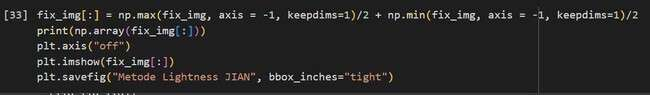 [33] fix_img[:] = np.max(fix_img, axis = -1, keepdims=1)/2 + np.min(fix_img, axis = -1, keepdims=1)/2
print(np.array(fix_img[:]))
plt.axis("off")
plt.imshow(fix_img[:])
plt.savefig("Metode Lightness JIAN", bbox_inches="tight")